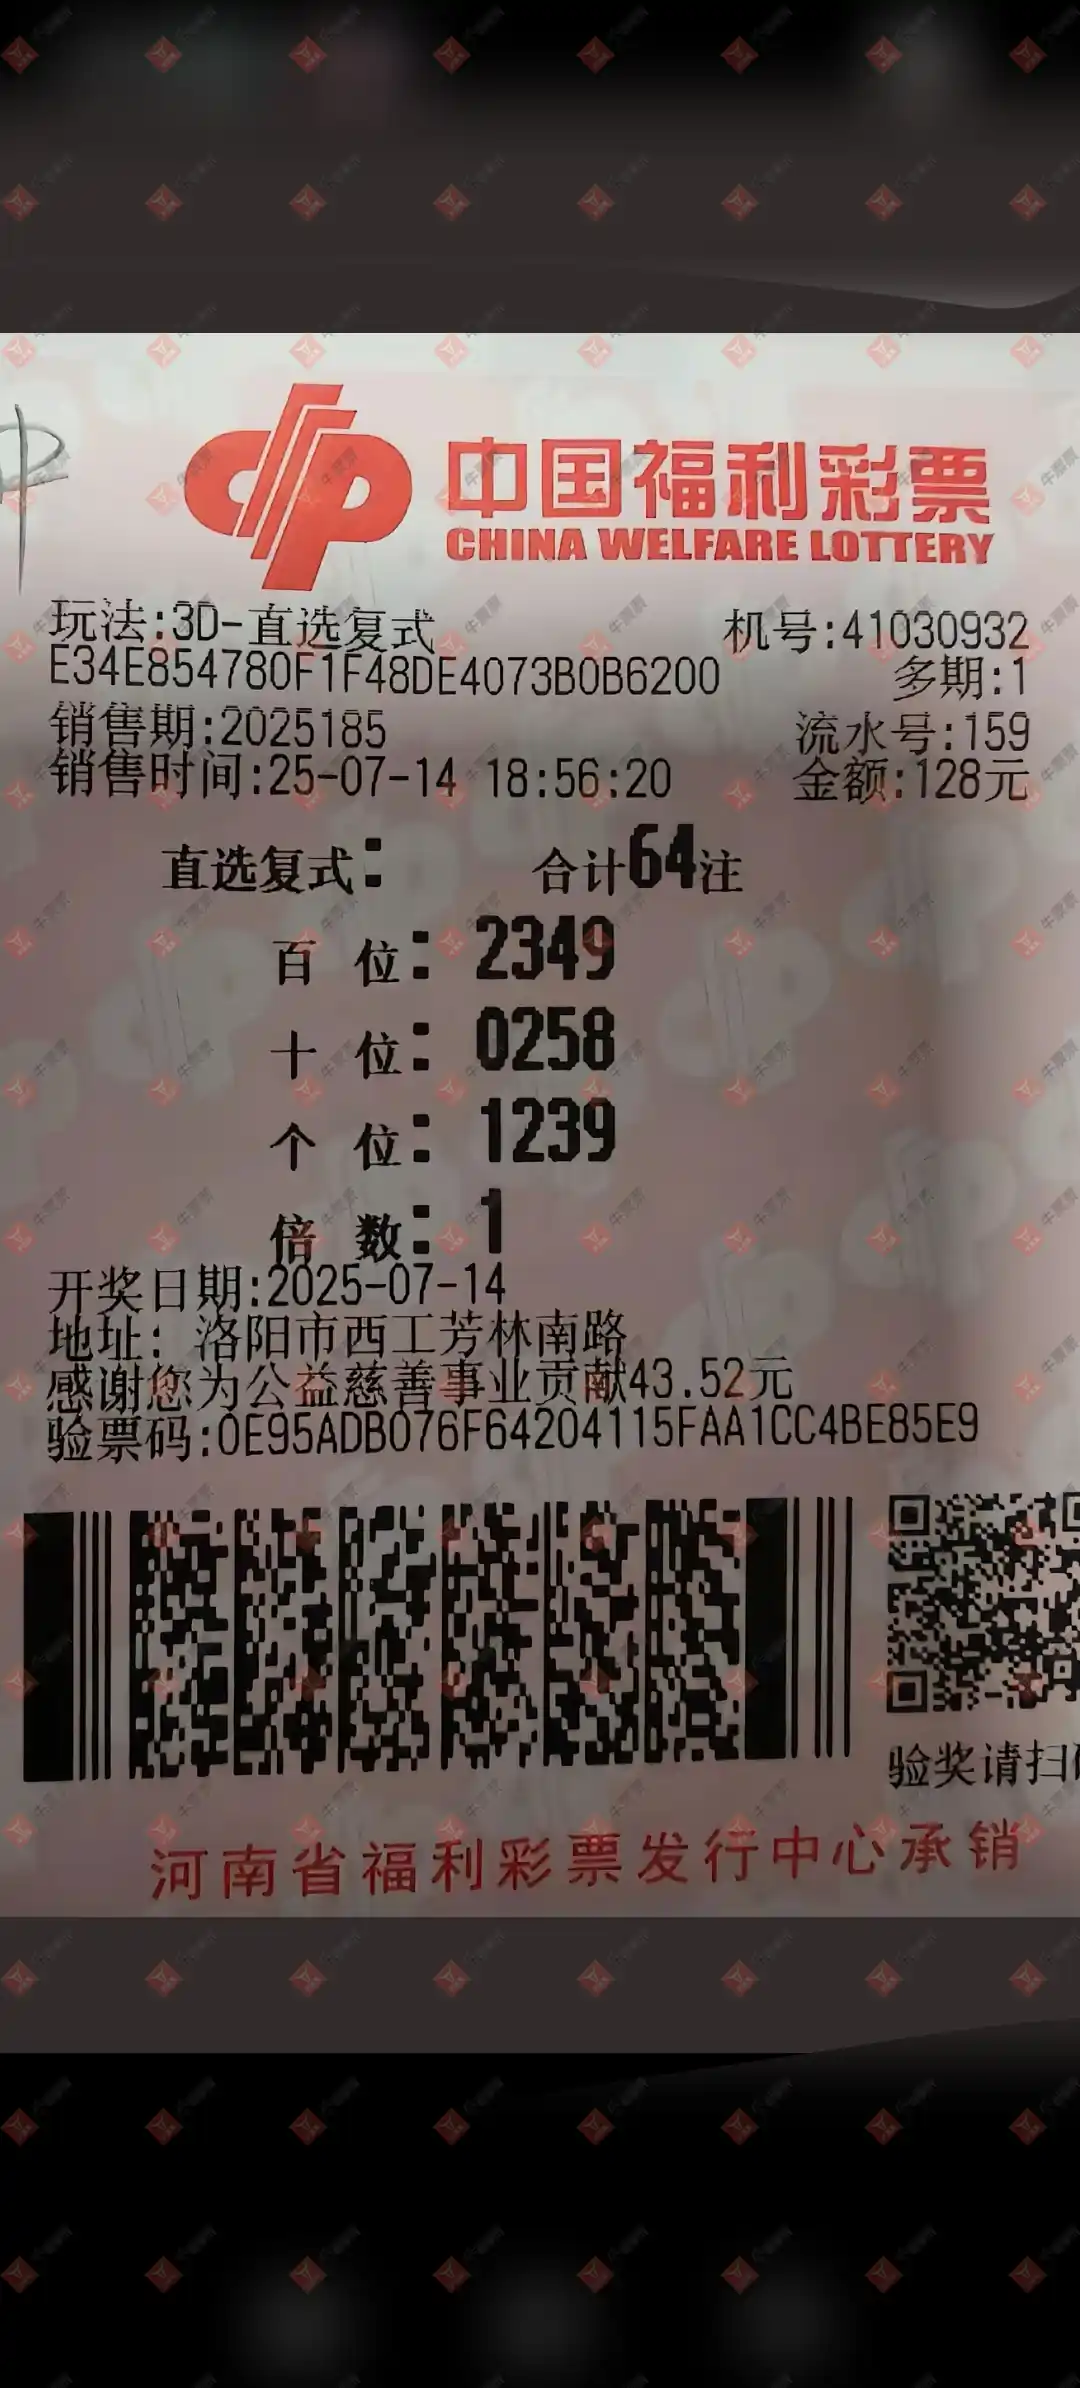 中
中国福利彩票
CHINA WELFARE LOTTERY
玩法:3D-直选复式 机号:41030932
E34E854780F1F48DE4073B0B6200 多期:1
销售期:2025185 流水号:159
销售时间:25-07-14 18:56:20 金额:128元
直选复式: 合计64注
百 位: 2349
十 位: 0258
个 位: 1239
倍 数: 1
开奖日期:2025-07-14
地址: 洛阳市西工芳林南路
感谢您为公益慈善事业贡献43.52元
验票码:0E95ADB076F64204115FAA1CC4BE85E9
验奖请扫
河南省福利彩票发行中心承销